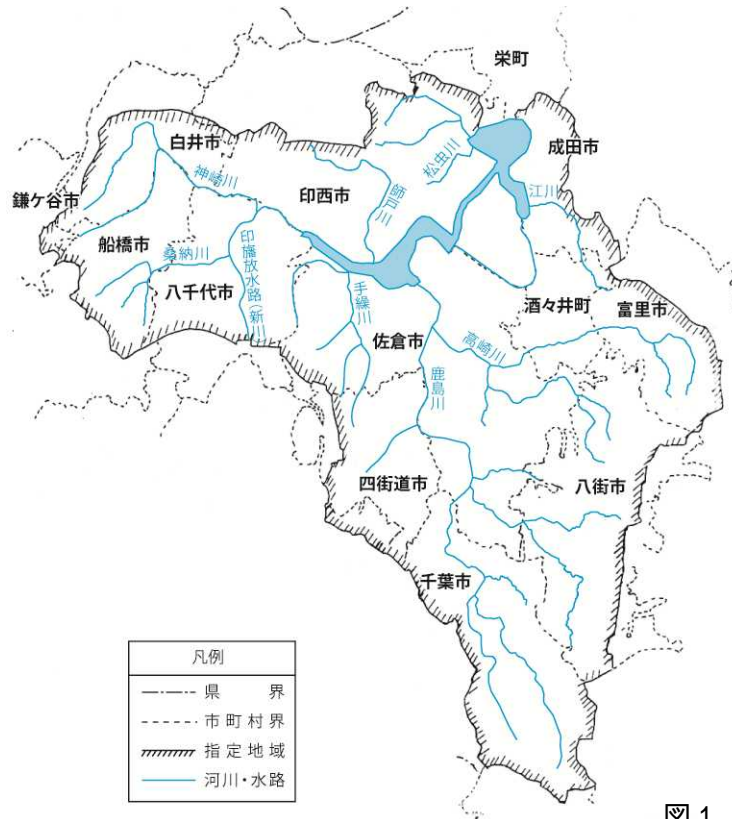 栄町
成田市
白井市
松虫川
江川
神崎川
印西市
師戸川
鎌ケ谷市
船橋市
桑納川
印旛放水路(新川)
八千代市
手繰川
酒々井町
富里市
佐倉市
高崎川
鹿島川
四街道市
八街市
千葉市
凡例
県界
市町村界
指定地域
河川・水路
図 1